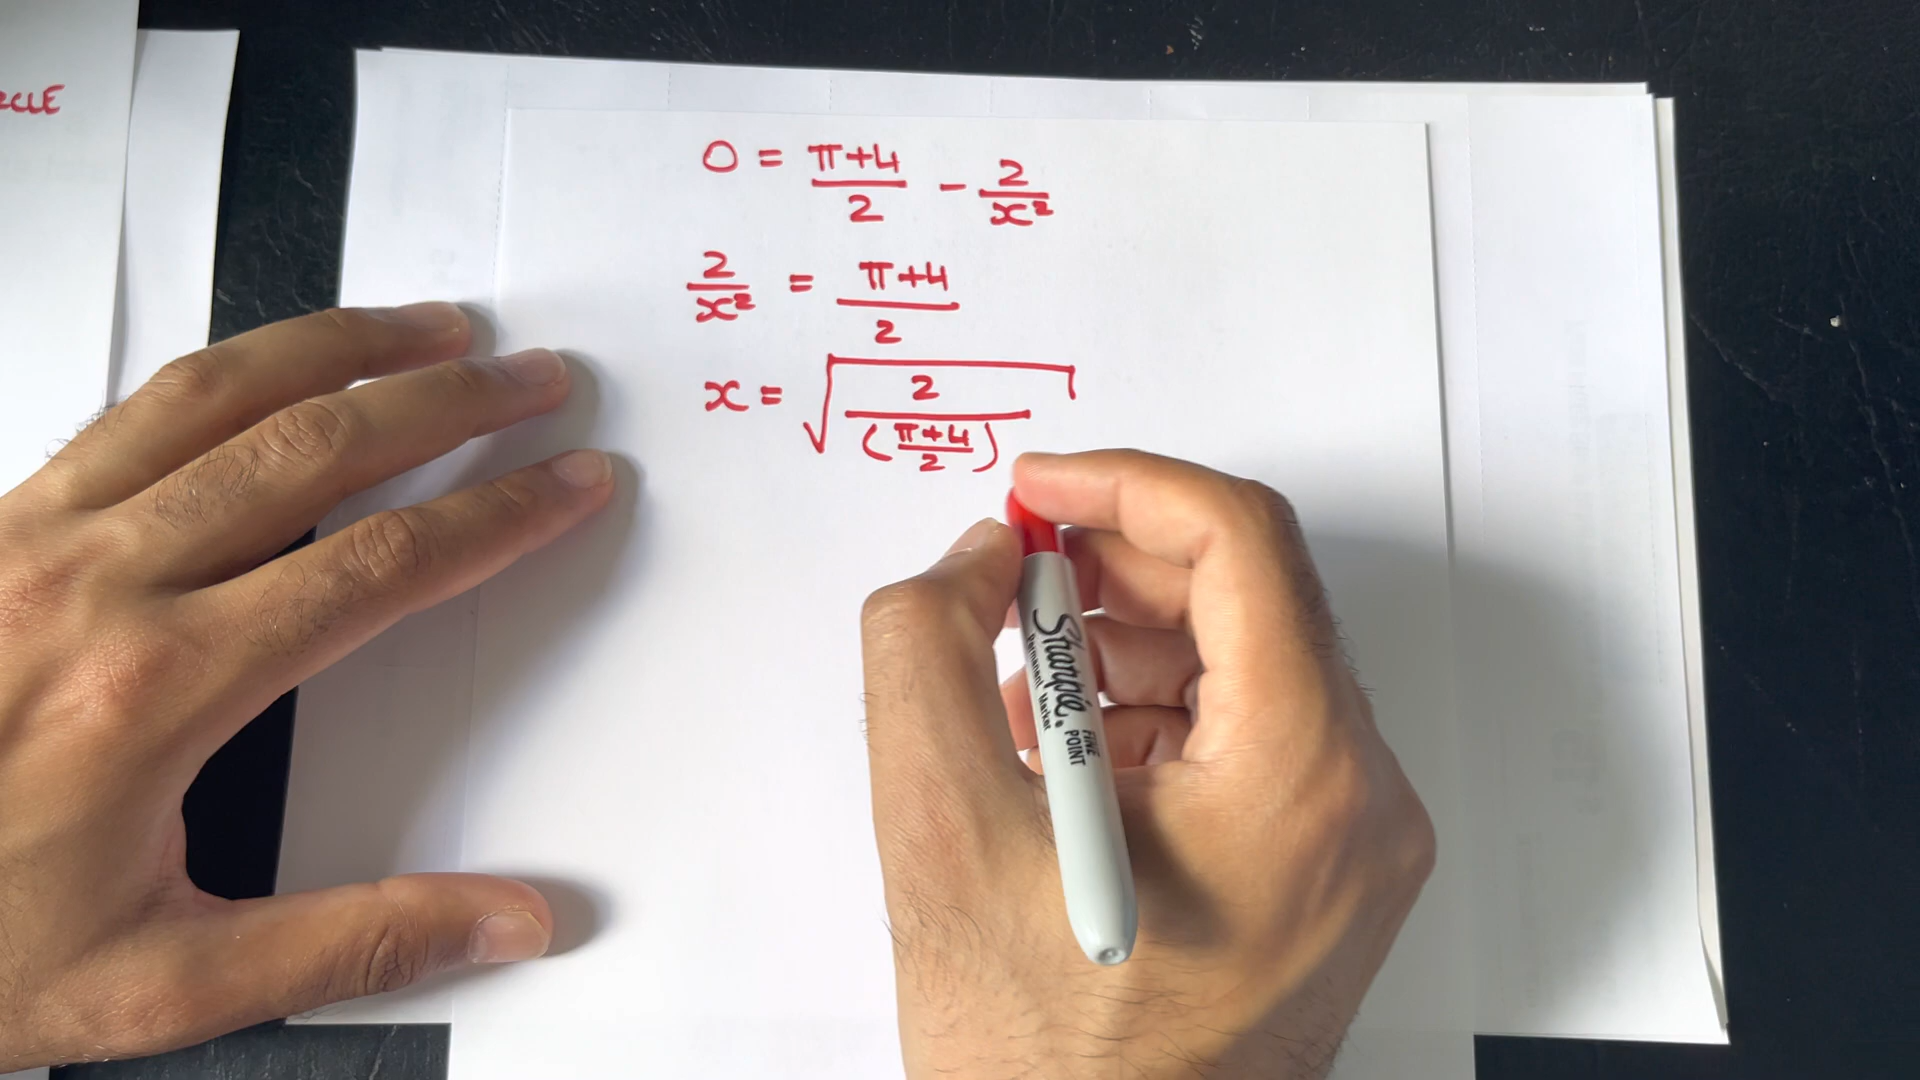 0 = π+4/2 - 2/x²
2/x² = π+4/2
x = √(2/(π+4/2))
Sharpie. FINE POINT
Permanent Marker